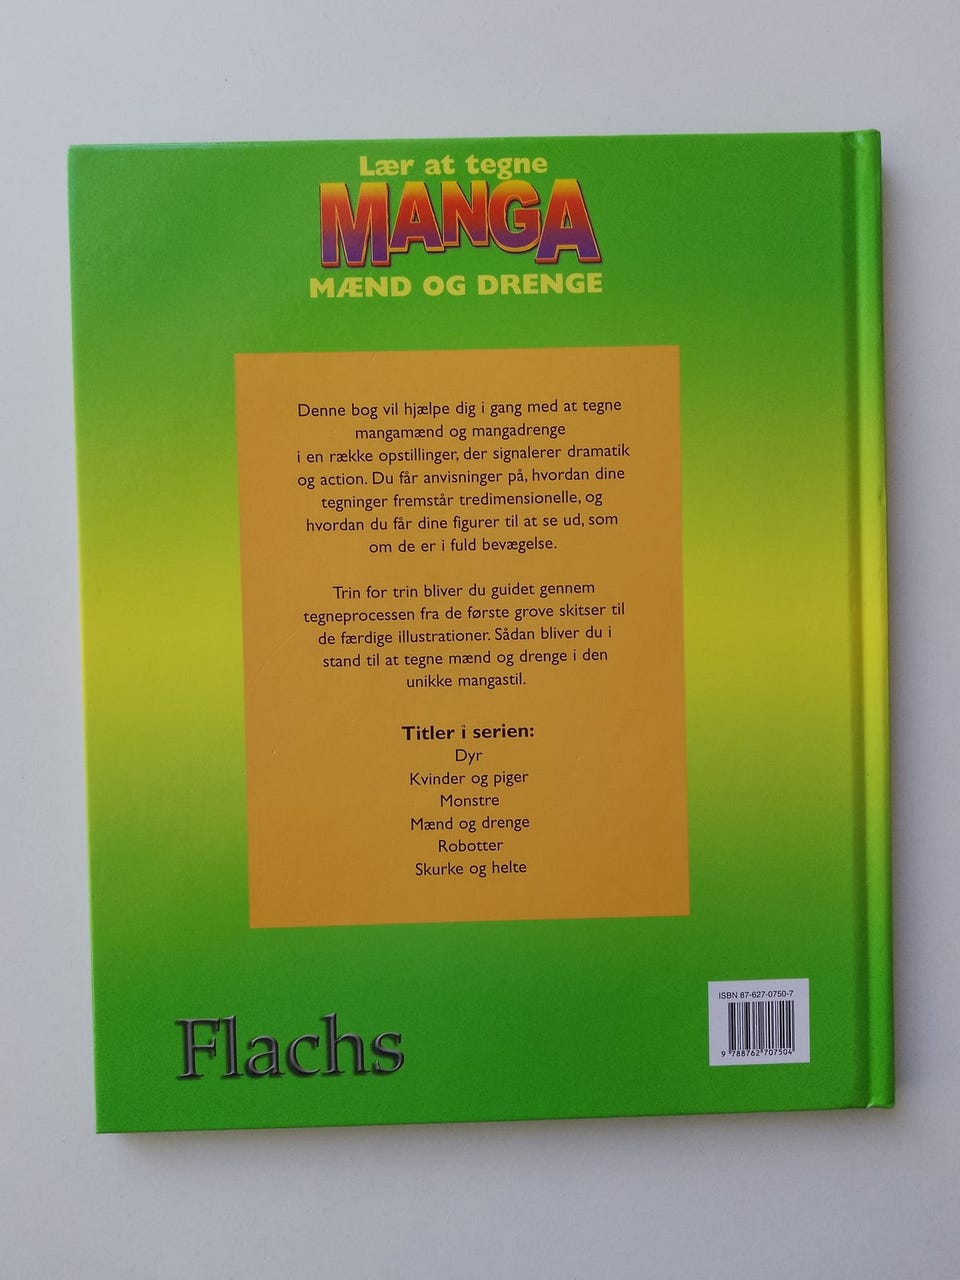 Lær at tegne
MANGA
MÆND OG DRENGE
Denne bog vil hjælpe dig i gang med at tegne
mangamænd og mangadrenge
i en række opstillinger, der signalerer dramatik
og action. Du får anvisninger på, hvordan dine
tegninger fremstår tredimensionelle, og
hvordan du får dine figurer til at se ud, som
om de er i fuld bevægelse.
Trin for trin bliver du guidet gennem
tegneprocessen fra de første grove skitser til
de færdige illustrationer. Sådan bliver du i
stand til at tegne mænd og drenge i den
unikke mangastil.
Titler i serien:
Dyr
Kvinder og piger
Monstre
Mænd og drenge
Robotter
Skurke og helte
Flachs
ISBN 87-627-0750-7
9 788762 707504